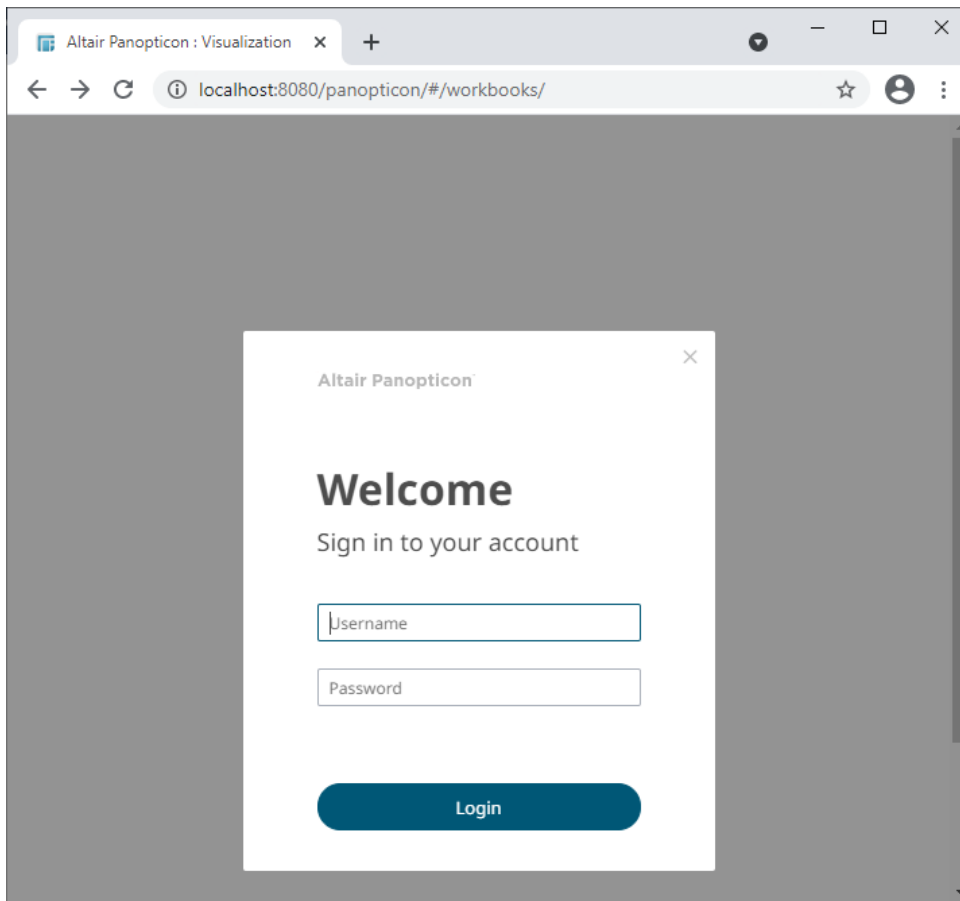 Altair Panopticon : Visualization
localhost:8080/panopticon/#/workbooks/
Altair Panopticon
Welcome
Sign in to your account
Username
Password
Login